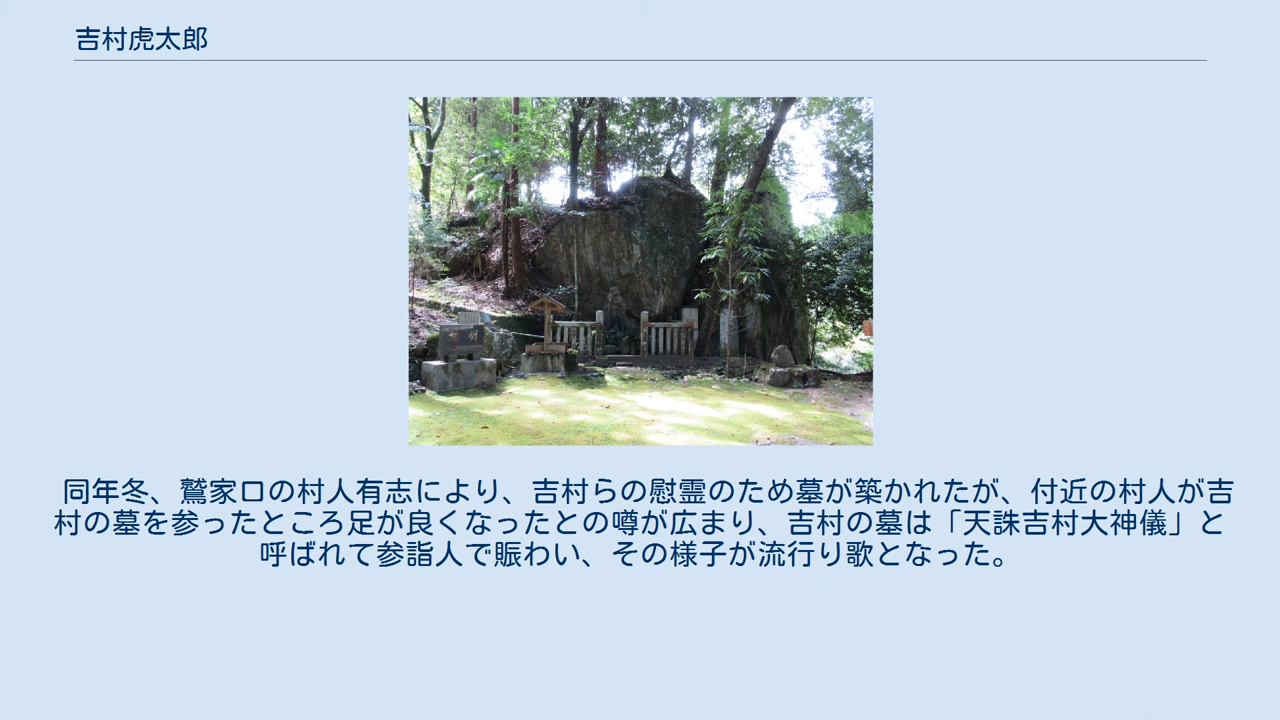 吉村虎太郎
同年冬、鷲家口の村人有志により、吉村らの慰霊のため墓が築かれたが、付近の村人が吉
村の墓を参ったところ足が良くなったとの噂が広まり、吉村の墓は「天誅吉村大神儀」と
呼ばれて参詣人で賑わい、その様子が流行り歌となった。